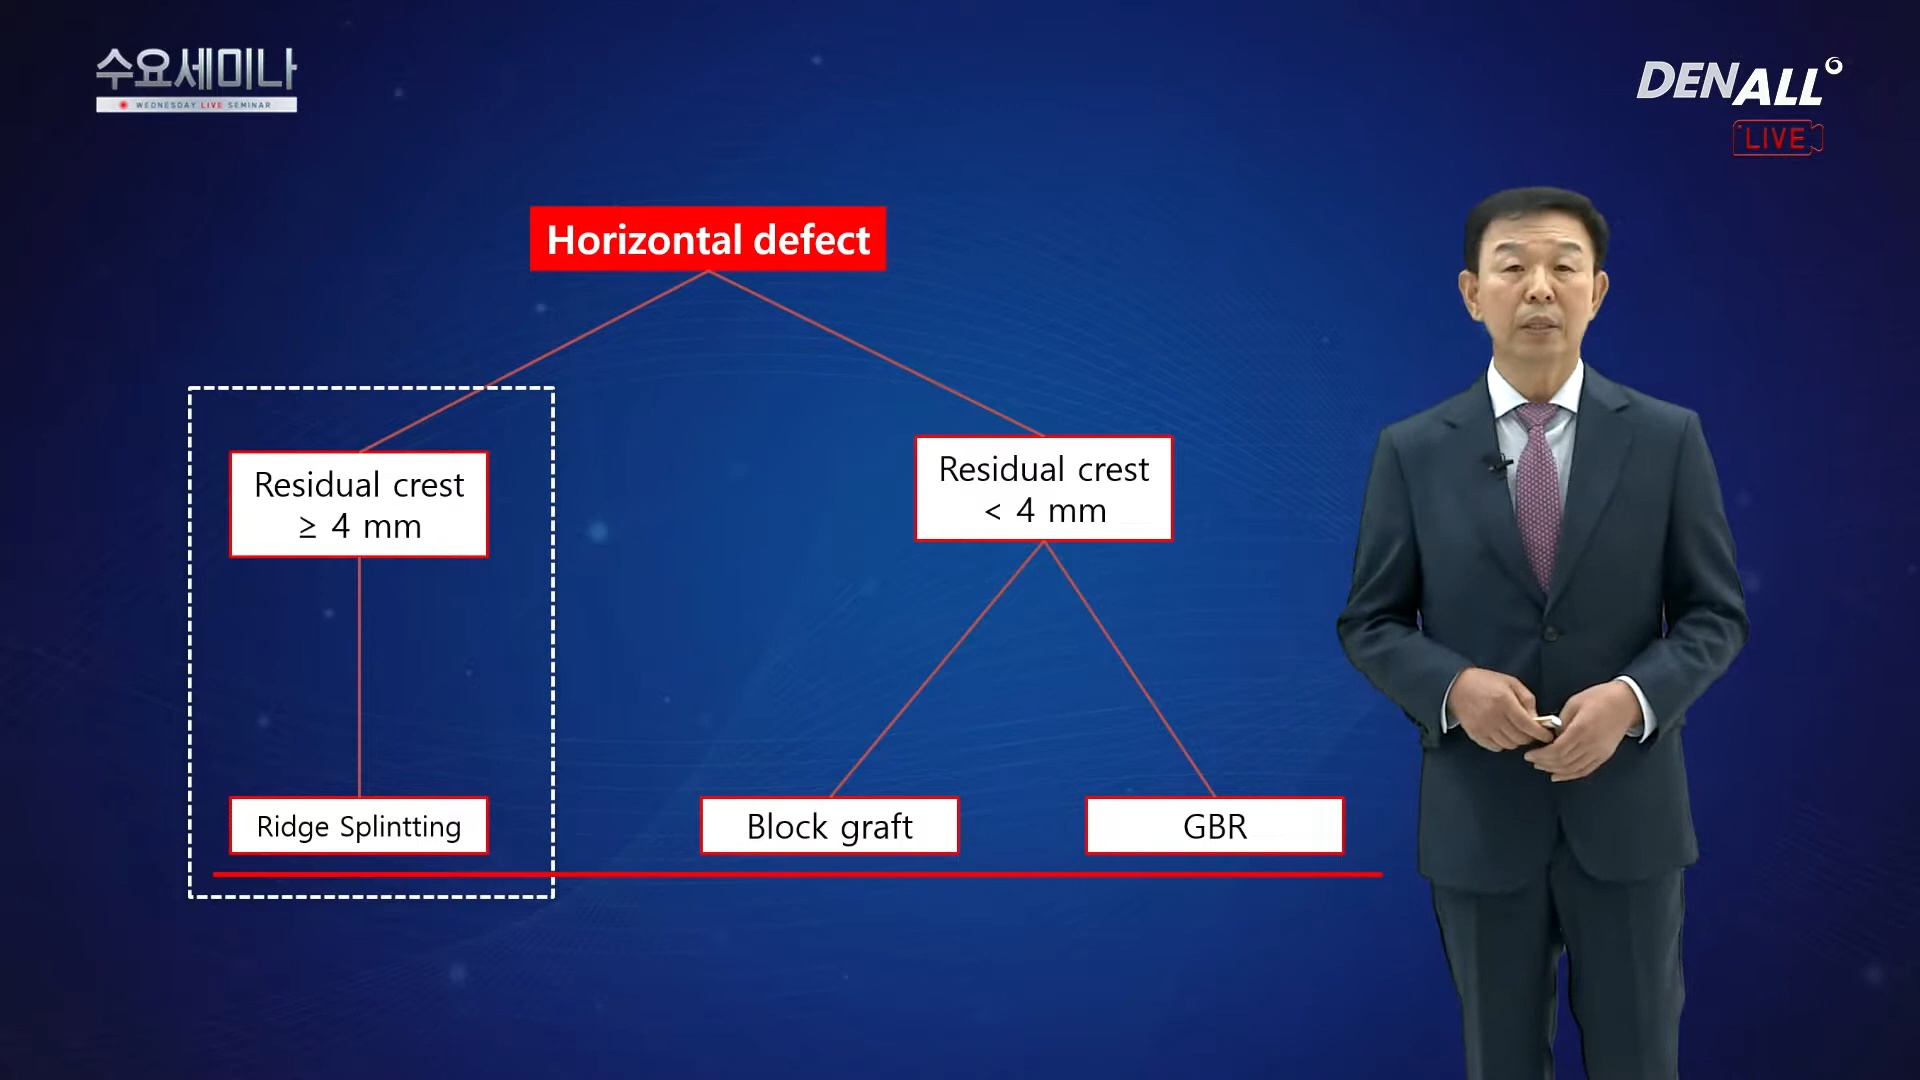 수요세미나
WEDNESDAY LIVE SEMINAR
DENALL
LIVE
Horizontal defect
Residual crest
≥ 4 mm
Residual crest
< 4 mm
Ridge Splintting
Block graft
GBR